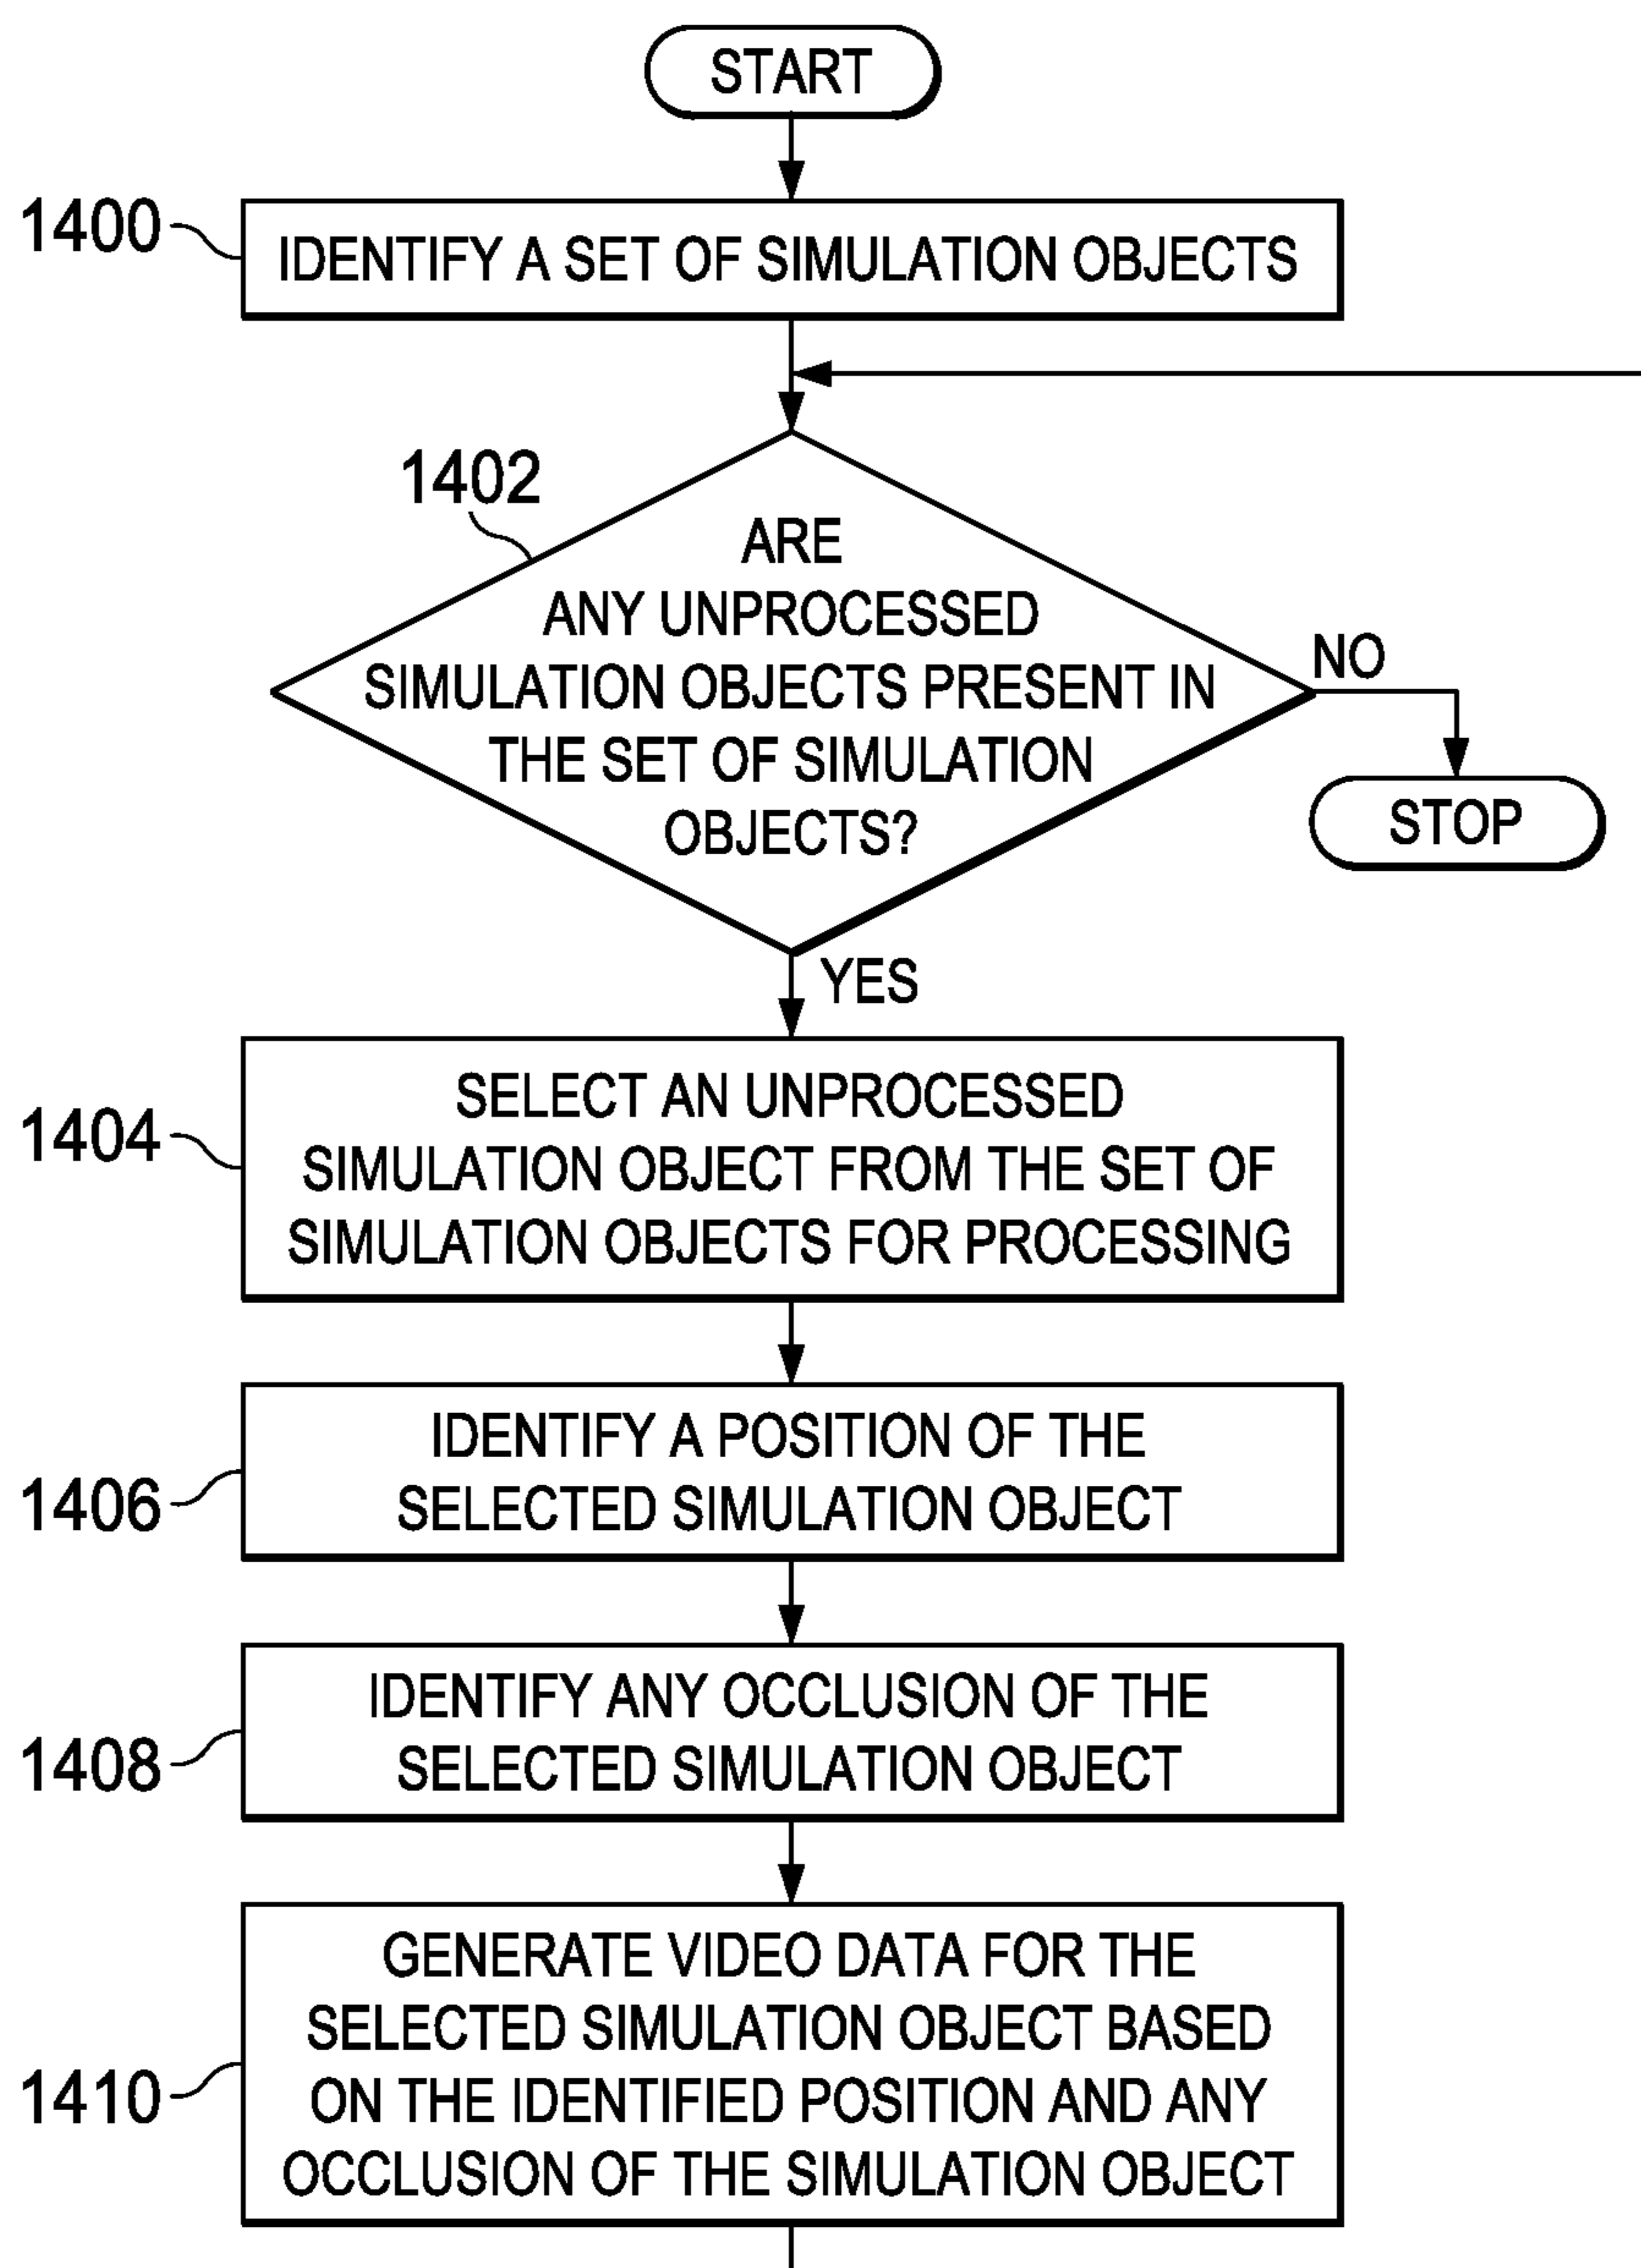 START
1400
IDENTIFY A SET OF SIMULATION OBJECTS
1402
ARE
ANY UNPROCESSED
SIMULATION OBJECTS PRESENT IN
THE SET OF SIMULATION
OBJECTS?
NO
STOP
YES
1404
SELECT AN UNPROCESSED
SIMULATION OBJECT FROM THE SET OF
SIMULATION OBJECTS FOR PROCESSING
1406
IDENTIFY A POSITION OF THE
SELECTED SIMULATION OBJECT
1408
IDENTIFY ANY OCCLUSION OF THE
SELECTED SIMULATION OBJECT
1410
GENERATE VIDEO DATA FOR THE
SELECTED SIMULATION OBJECT BASED
ON THE IDENTIFIED POSITION AND ANY
OCCLUSION OF THE SIMULATION OBJECT